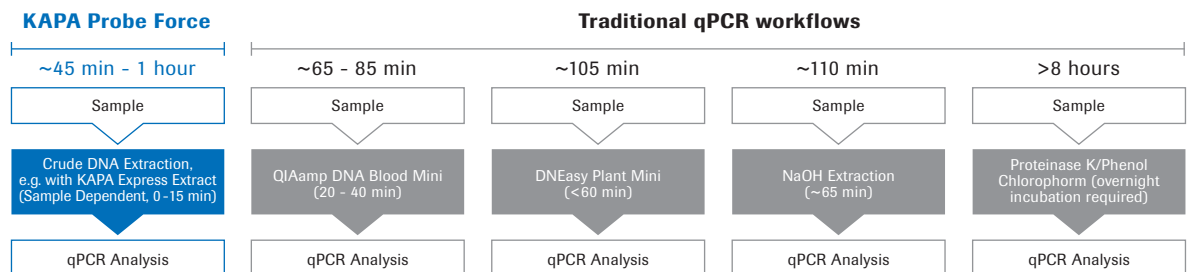 KAPA Probe Force
Traditional qPCR workflows
~45 min - 1 hour
~65 - 85 min
~105 min
~110 min
>8 hours
Sample
Sample
Sample
Sample
Sample
Crude DNA Extraction,
e.g. with KAPA Express Extract
(Sample Dependent, 0-15 min)
QIAamp DNA Blood Mini
(20 - 40 min)
DNEasy Plant Mini
(<60 min)
NaOH Extraction
(~65 min)
Proteinase K/Phenol
Chlorophorm (overnight
incubation required)
qPCR Analysis
qPCR Analysis
qPCR Analysis
qPCR Analysis
qPCR Analysis